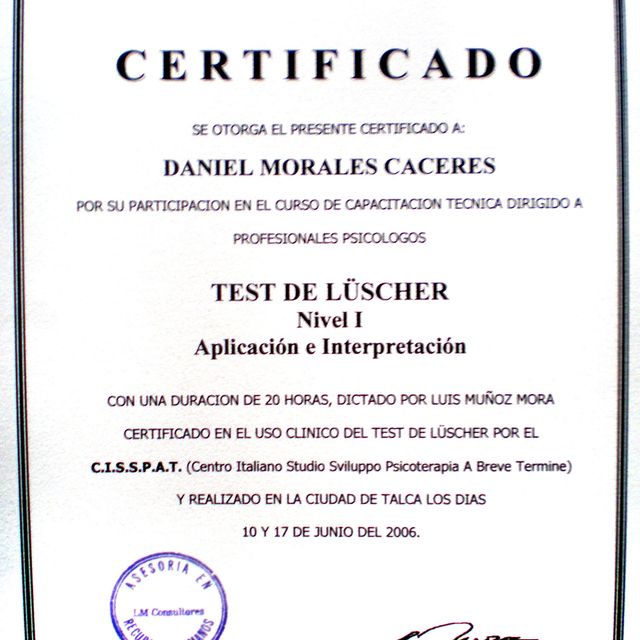 CERTIFICADO
SE OTORGA EL PRESENTE CERTIFICADO A:
DANIEL MORALES CACERES
POR SU PARTICIPACION EN EL CURSO DE CAPACITACION TECNICA DIRIGIDO A
PROFESIONALES PSICOLOGOS
TEST DE LÜSCHER
Nivel I
Aplicación e Interpretación
CON UNA DURACION DE 20 HORAS, DICTADO POR LUIS MUÑOZ MORA
CERTIFICADO EN EL USO CLINICO DEL TEST DE LÜSCHER POR EL
C.I.S.S.P.A.T. (Centro Italiano Studio Sviluppo Psicoterapia A Breve Termine)
Y REALIZADO EN LA CIUDAD DE TALCA LOS DIAS
10 Y 17 DE JUNIO DEL 2006.
ASESORIA EN
LM Consultores